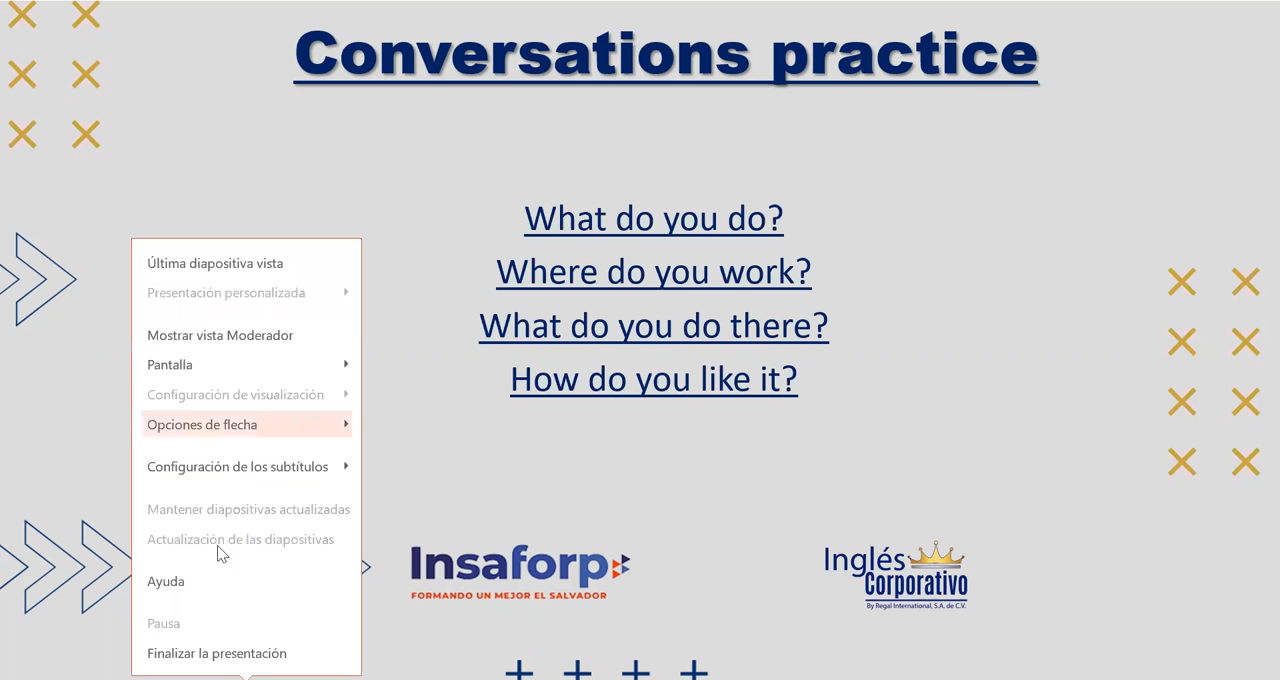 Conversations practice
What do you do?
Where do you work?
What do you do there?
How do you like it?
Última diapositiva vista
Presentación personalizada
Mostrar vista Moderador
Pantalla
Configuración de visualización
Opciones de flecha
Configuración de los subtítulos
Mantener diapositivas actualizadas
Actualización de las diapositivas
Ayuda
Pausa
Finalizar la presentación
Insaforp
FORMANDO UN MEJOR EL SALVADOR
Inglés
Corporativo
By Regal International, S.A. de C.V.